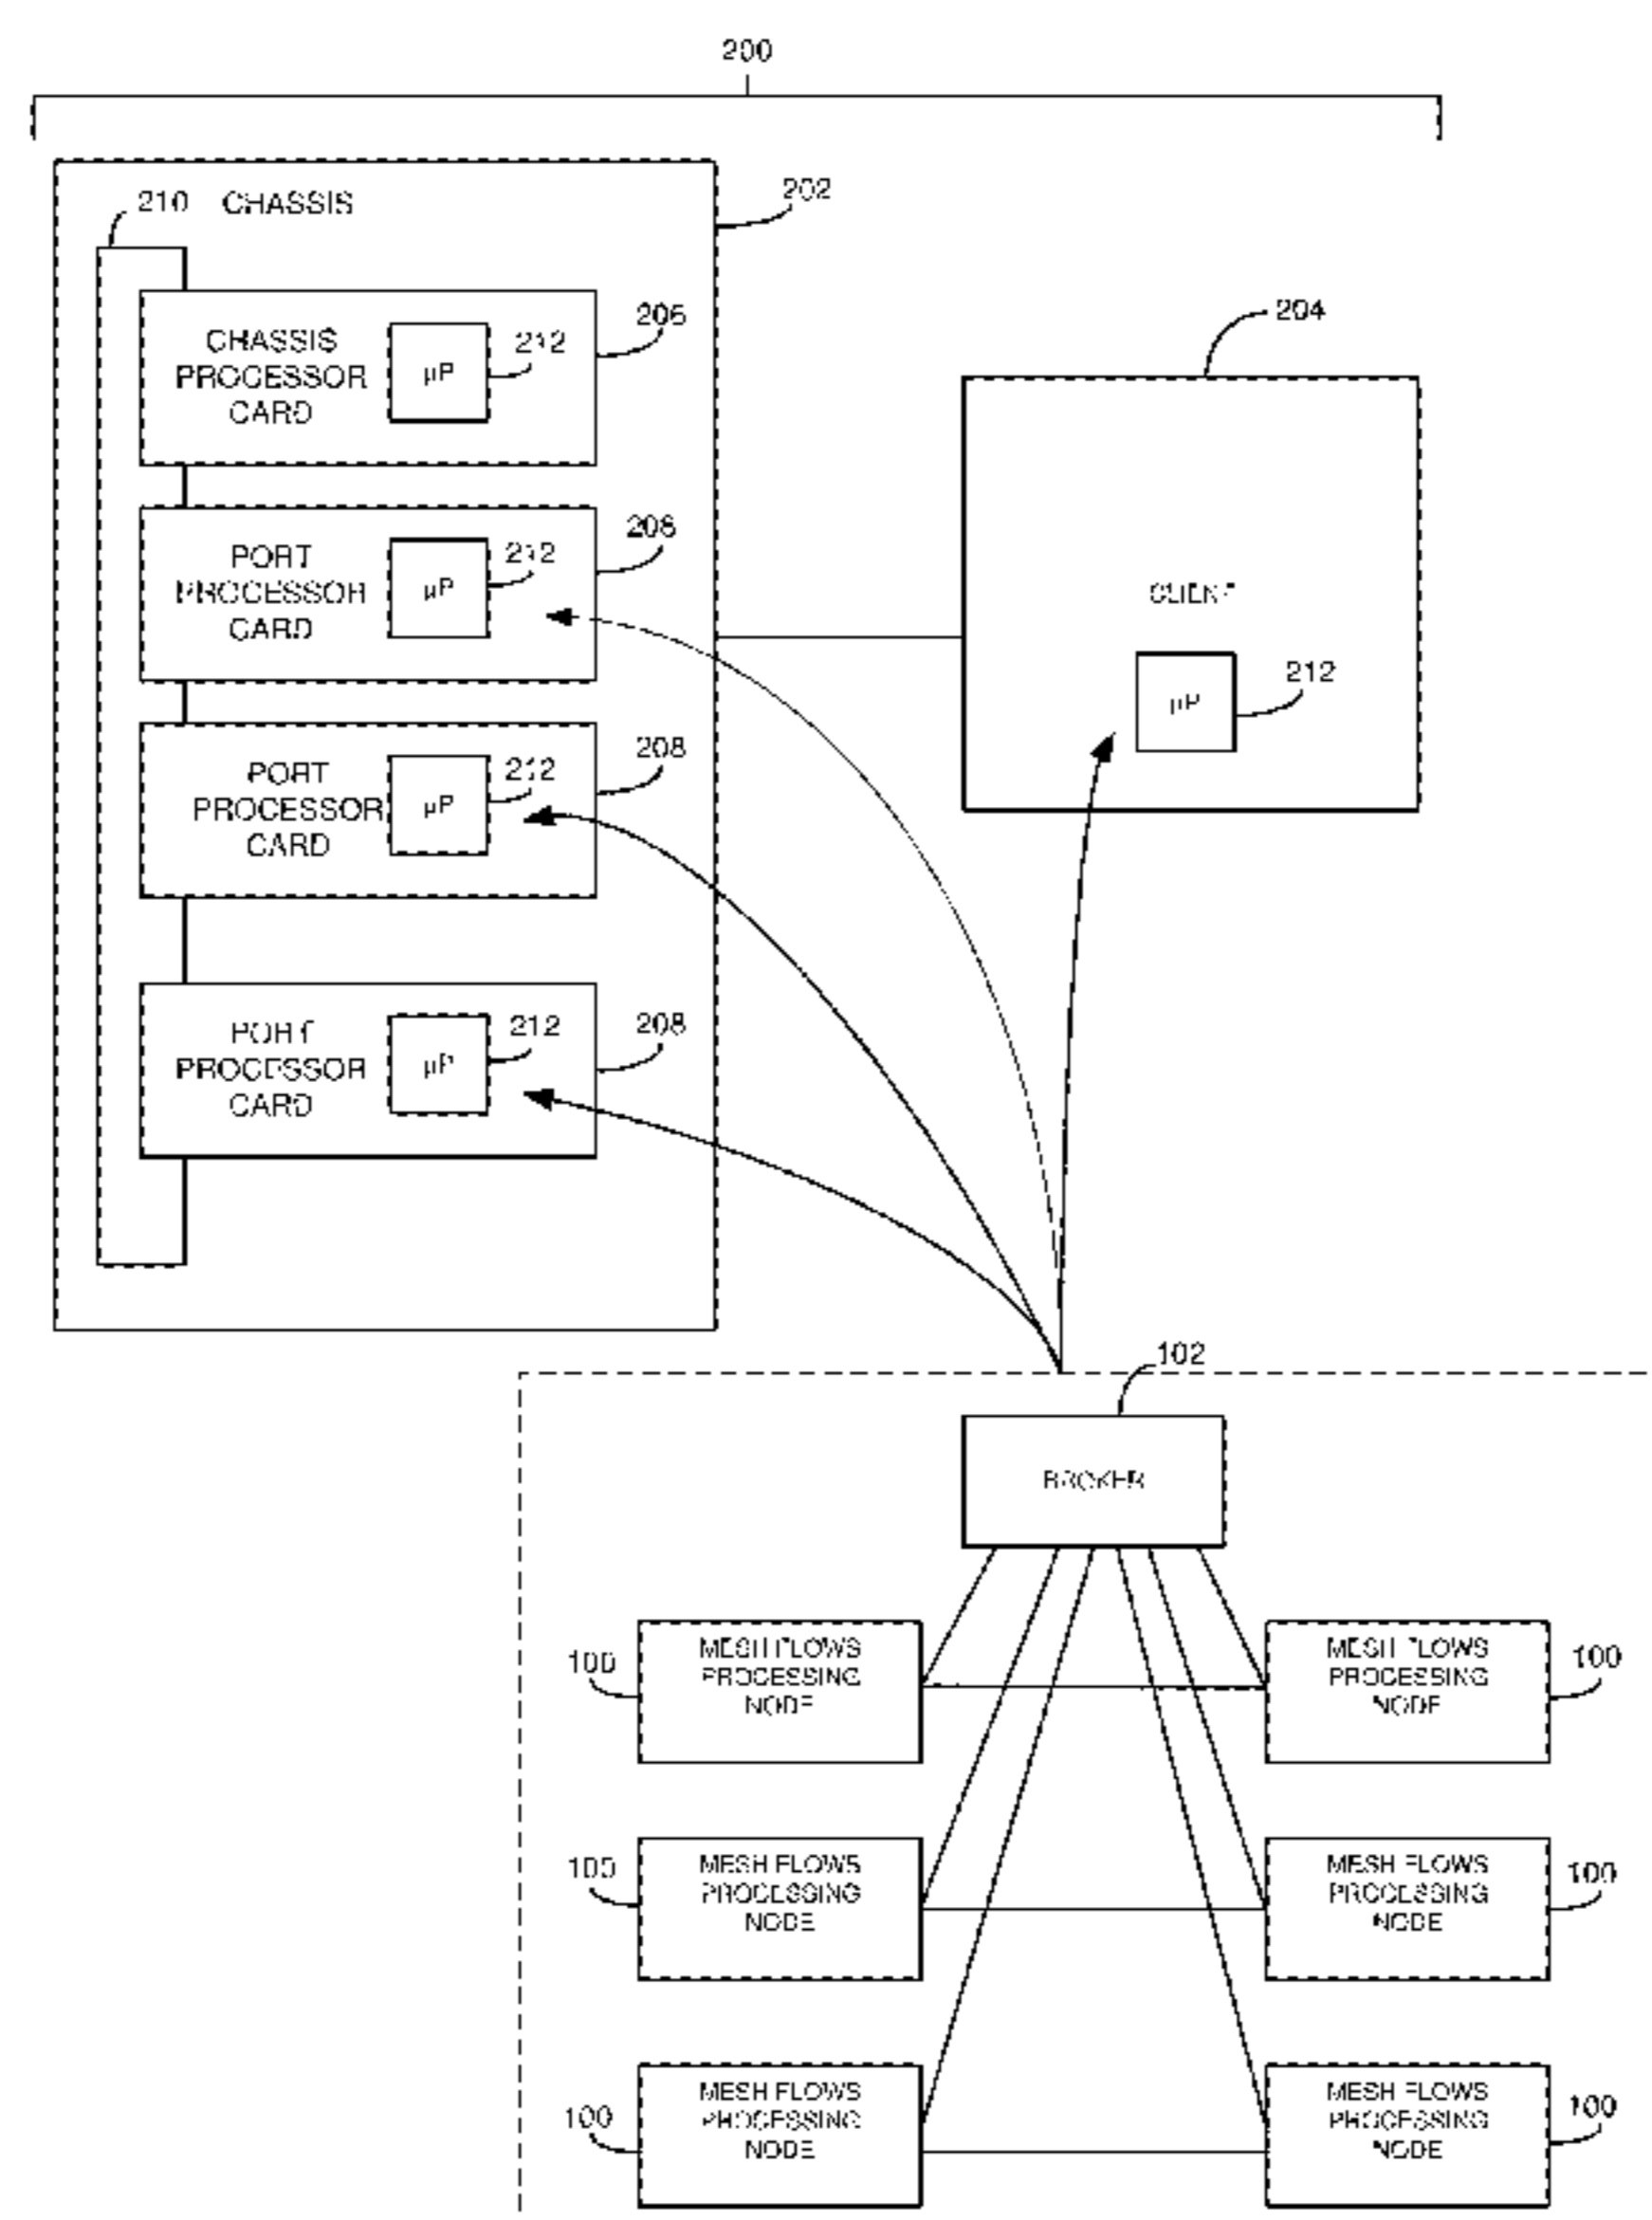 200
210 CHASSIS
202
CHASSIS
PROCESSOR
CARD
µP
212
206
204
PORT
PROCESSOR
CARD
µP
212
208
CLIENT
µP
212
PORT
PROCESSOR
CARD
µP
212
208
PORT
PROCESSOR
CARD
µP
212
208
102
BROKER
100
MESH FLOWS
PROCESSING
NODE
MESH FLOWS
PROCESSING
NODE
100
100
MESH FLOWS
PROCESSING
NODE
MESH FLOWS
PROCESSING
NODE
100
100
MESH FLOWS
PROCESSING
NODE
MESH FLOWS
PROCESSING
NODE
100